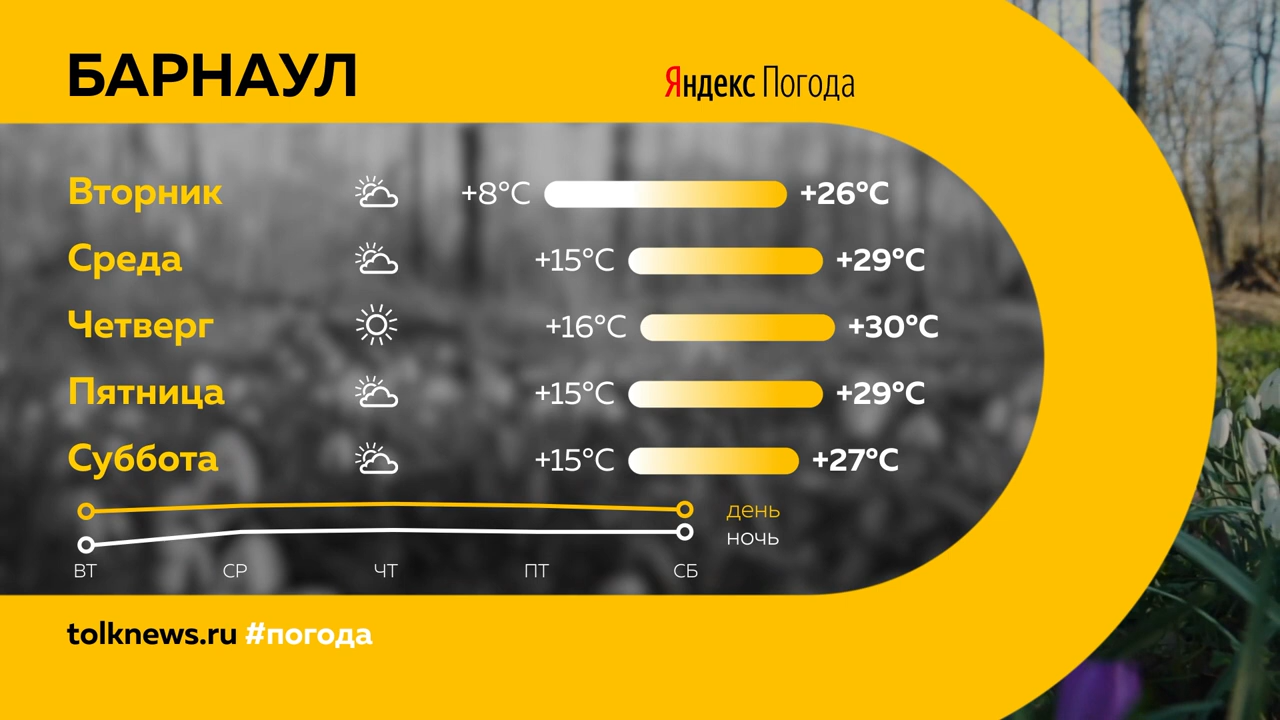 БАРНАУЛ
Яндекс Погода
Вторник +8°C +26°C
Среда +15°C +29°C
Четверг +16°C +30°C
Пятница +15°C +29°C
Суббота +15°C +27°C
день
ночь
ВТ СР ЧТ ПТ СБ
tolknews.ru #погода